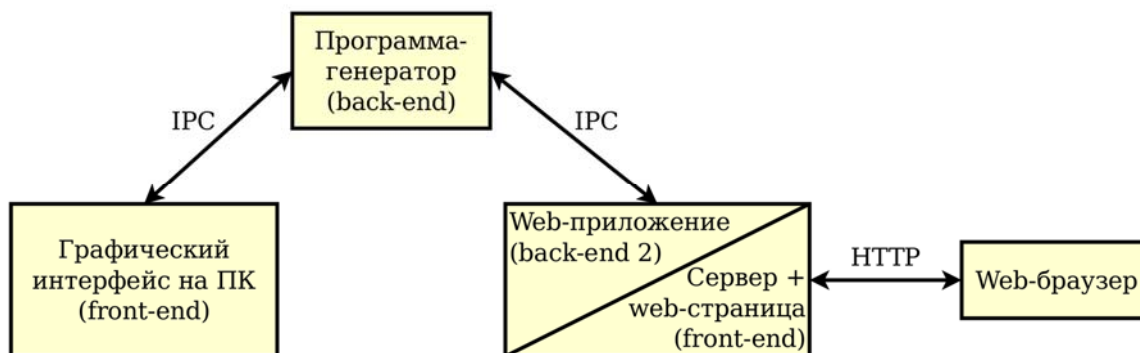 Программа-
генератор
(back-end)
IPC
IPC
Графический
интерфейс на ПК
(front-end)
Web-приложение
(back-end 2)
Сервер +
web-страница
(front-end)
HTTP
Web-браузер